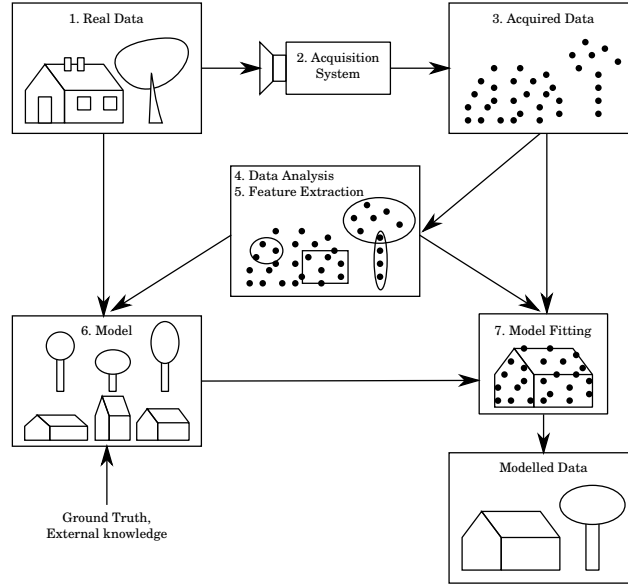 1. Real Data
2. Acquisition
System
3. Acquired Data
4. Data Analysis
5. Feature Extraction
6. Model
7. Model Fitting
Modelled Data
Ground Truth,
External knowledge